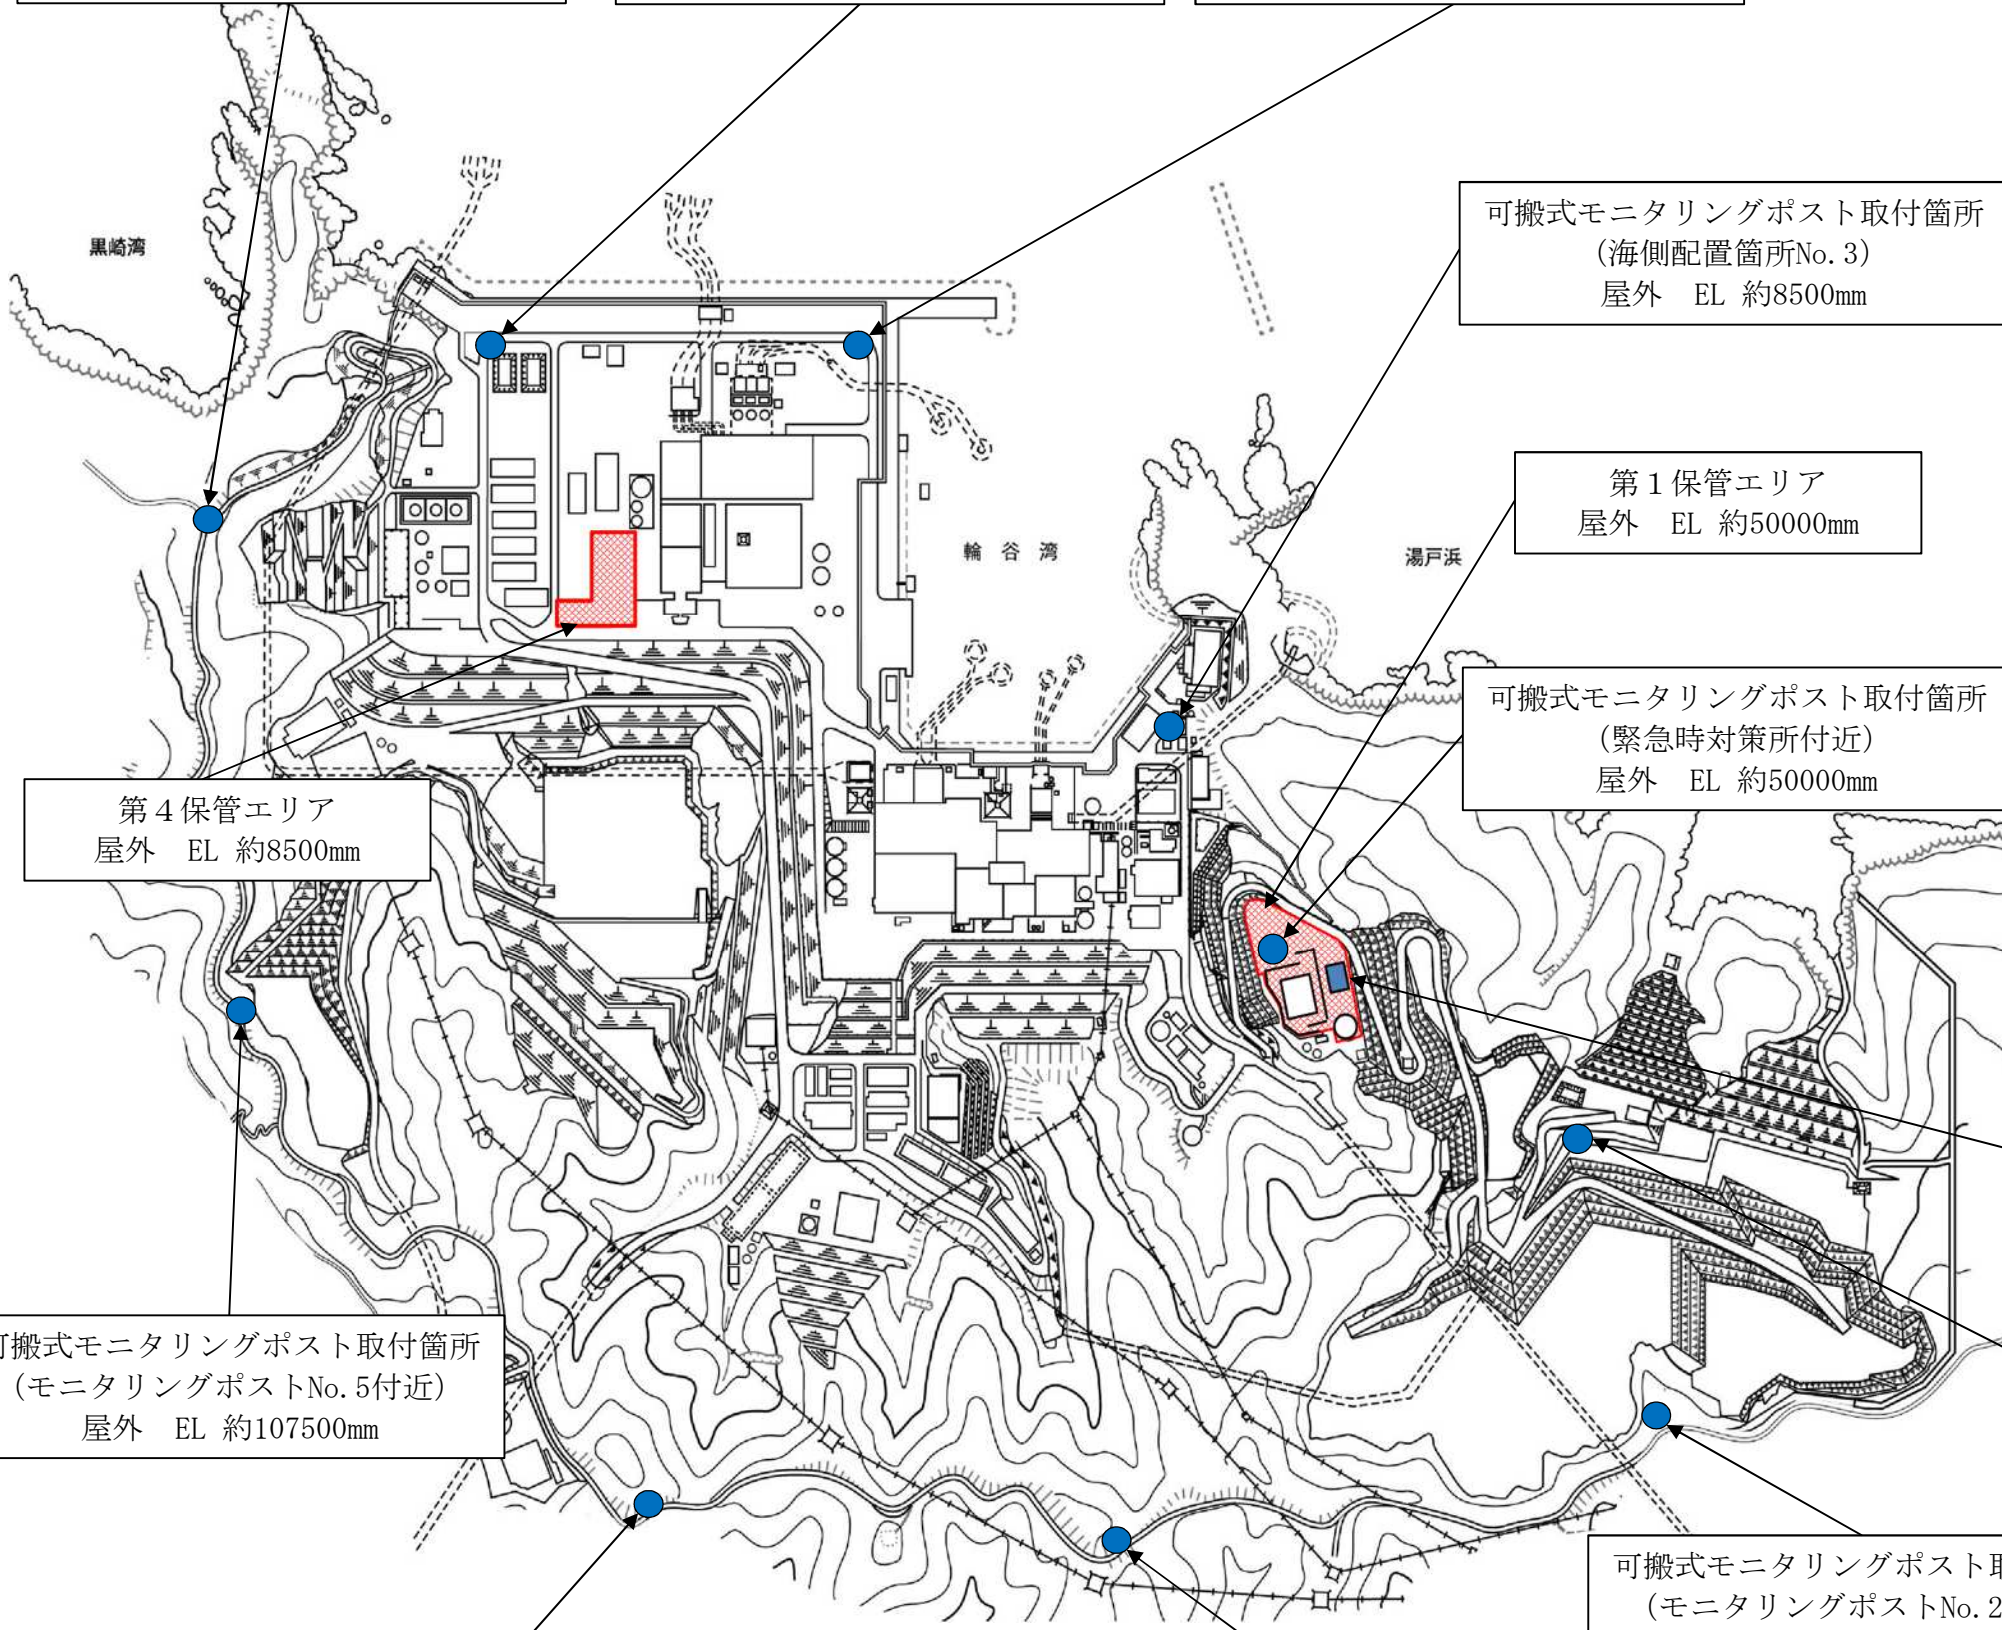 黒崎湾
可搬式モニタリングポスト取付箇所
(海側配置箇所No.3)
屋外　EL 約8500mm
第１保管エリア
屋外　EL 約50000mm
輪谷湾
湯戸浜
可搬式モニタリングポスト取付箇所
(緊急時対策所付近)
屋外　EL 約50000mm
第４保管エリア
屋外　EL 約8500mm
可搬式モニタリングポスト取付箇所
(モニタリングポストNo.5付近)
屋外　EL 約107500mm
可搬式モニタリングポスト取
(モニタリングポストNo.2